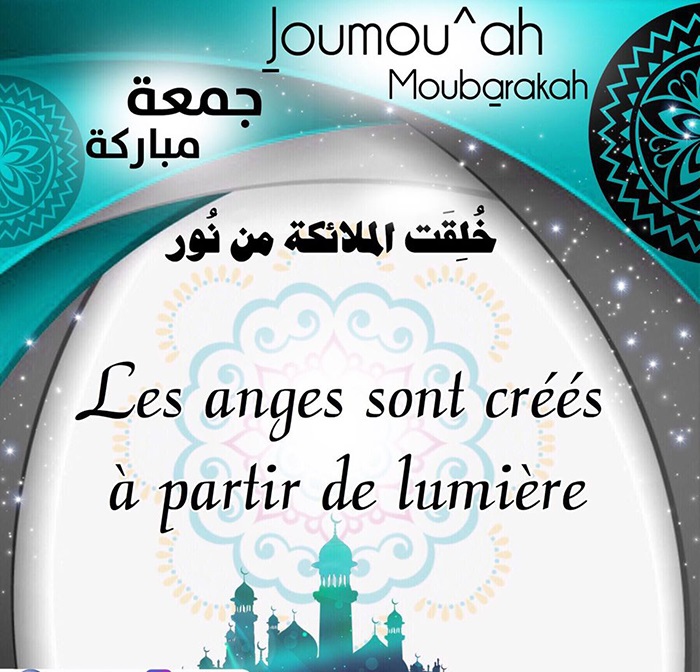 Joumou^ah
Moubarakah
جمعة
مباركة
خُلِقَت الملائكة من نُور
Les anges sont créés
à partir de lumière